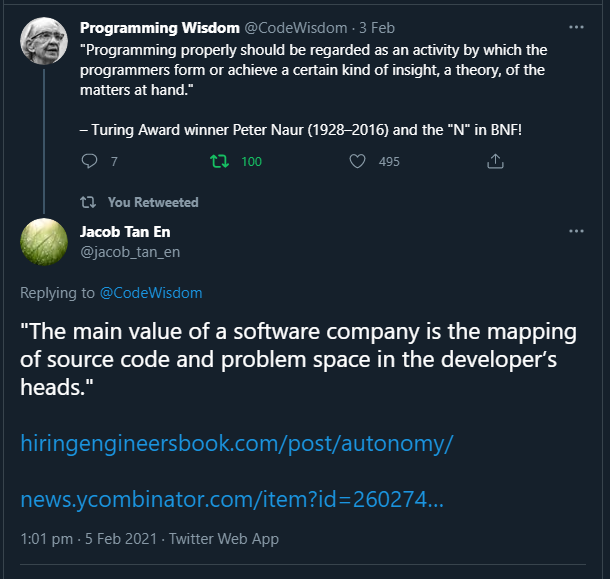 Programming Wisdom @CodeWisdom · 3 Feb
"Programming properly should be regarded as an activity by which the
programmers form or achieve a certain kind of insight, a theory, of the
matters at hand."
– Turing Award winner Peter Naur (1928–2016) and the "N" in BNF!
7 100 495
You Retweeted
Jacob Tan En
@jacob_tan_en
Replying to @CodeWisdom
"The main value of a software company is the mapping
of source code and problem space in the developer’s
heads."
hiringengineersbook.com/post/autonomy/
news.ycombinator.com/item?id=260274…
1:01 pm · 5 Feb 2021 · Twitter Web App